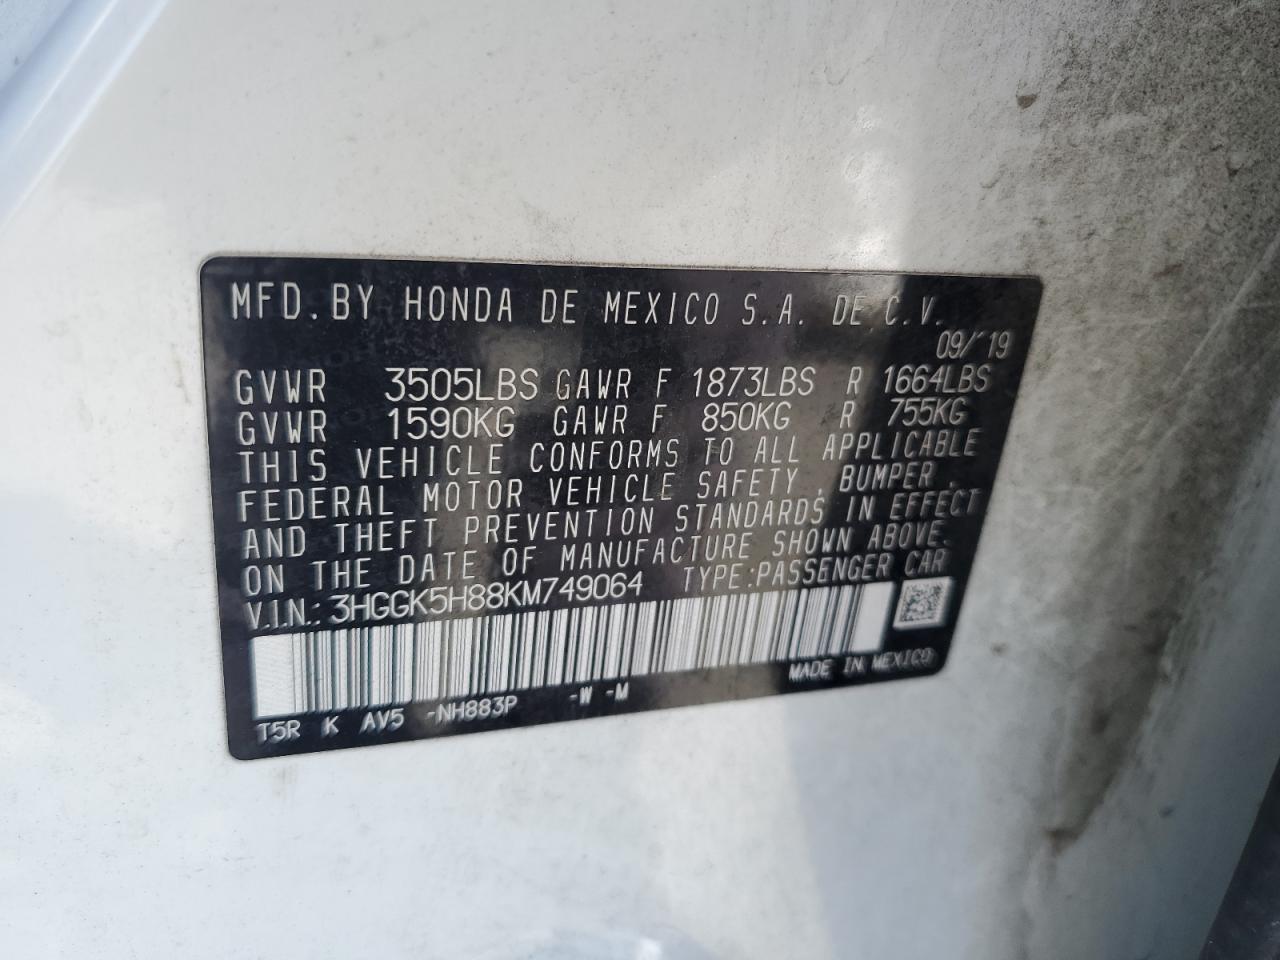 MFD. BY HONDA DE MEXICO S.A. DE C.V.
09/'19
GVWR 3505LBS GAWR F 1873LBS R 1664LBS
GVWR 1590KG GAWR F 850KG R 755KG
THIS VEHICLE CONFORMS TO ALL APPLICABLE
FEDERAL MOTOR VEHICLE SAFETY, BUMPER,
AND THEFT PREVENTION STANDARDS IN EFFECT
ON THE DATE OF MANUFACTURE SHOWN ABOVE.
V.I.N.: 3HGGK5H88KM749064 TYPE:PASSENGER CAR
MADE IN MEXICO
T5R K AV5 -NH883P -W -M